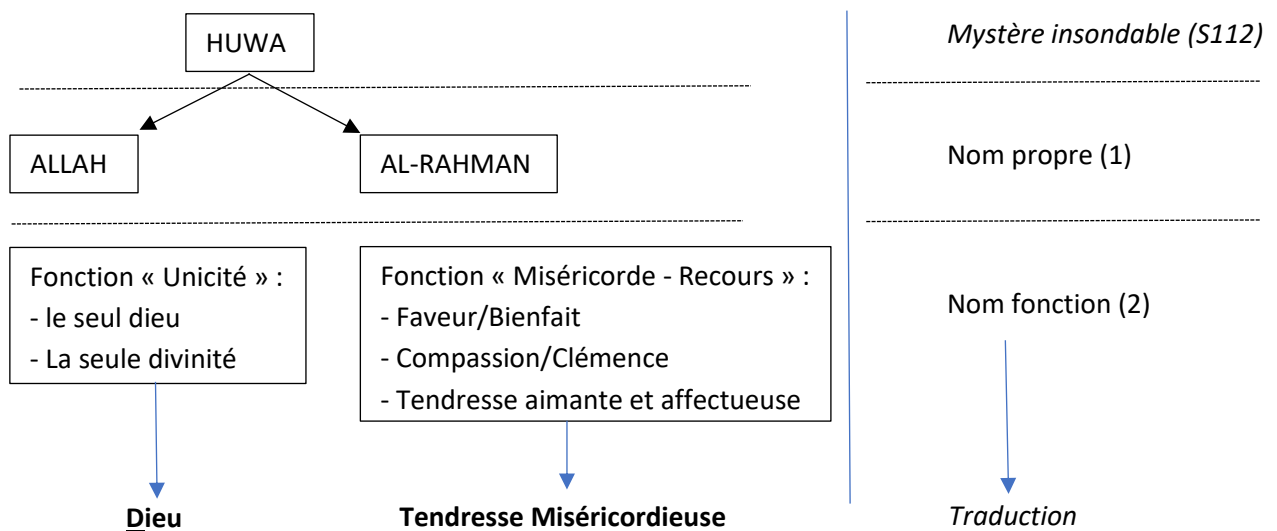 HUWA
Mystère insondable (S112)
ALLAH
AL-RAHMAN
Nom propre (1)
Fonction « Unicité » :
- le seul dieu
- La seule divinité
Fonction « Miséricorde - Recours » :
- Faveur/Bienfait
- Compassion/Clémence
- Tendresse aimante et affectueuse
Nom fonction (2)
Dieu
Tendresse Miséricordieuse
Traduction